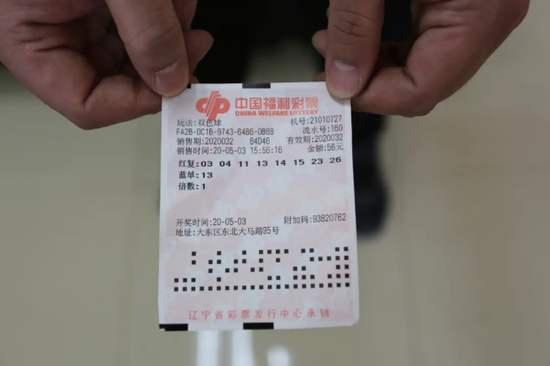 中国福利彩票
CHINA WELFARE LOTTERY
玩法:双色球 机号:21010727
FA2B-0C1B-9743-6486-0868 流水号:160
销售期:2020032 64D46 有效期:2020032
销售时间:20-05-03 15:56:16 金额:56元
红复:03 04 11 13 14 15 23 26
蓝单:13
倍数:1
开奖时间:20-05-03 附加码:93820762
地址:大东区东北大马路95号
辽宁省彩票发行中心承销